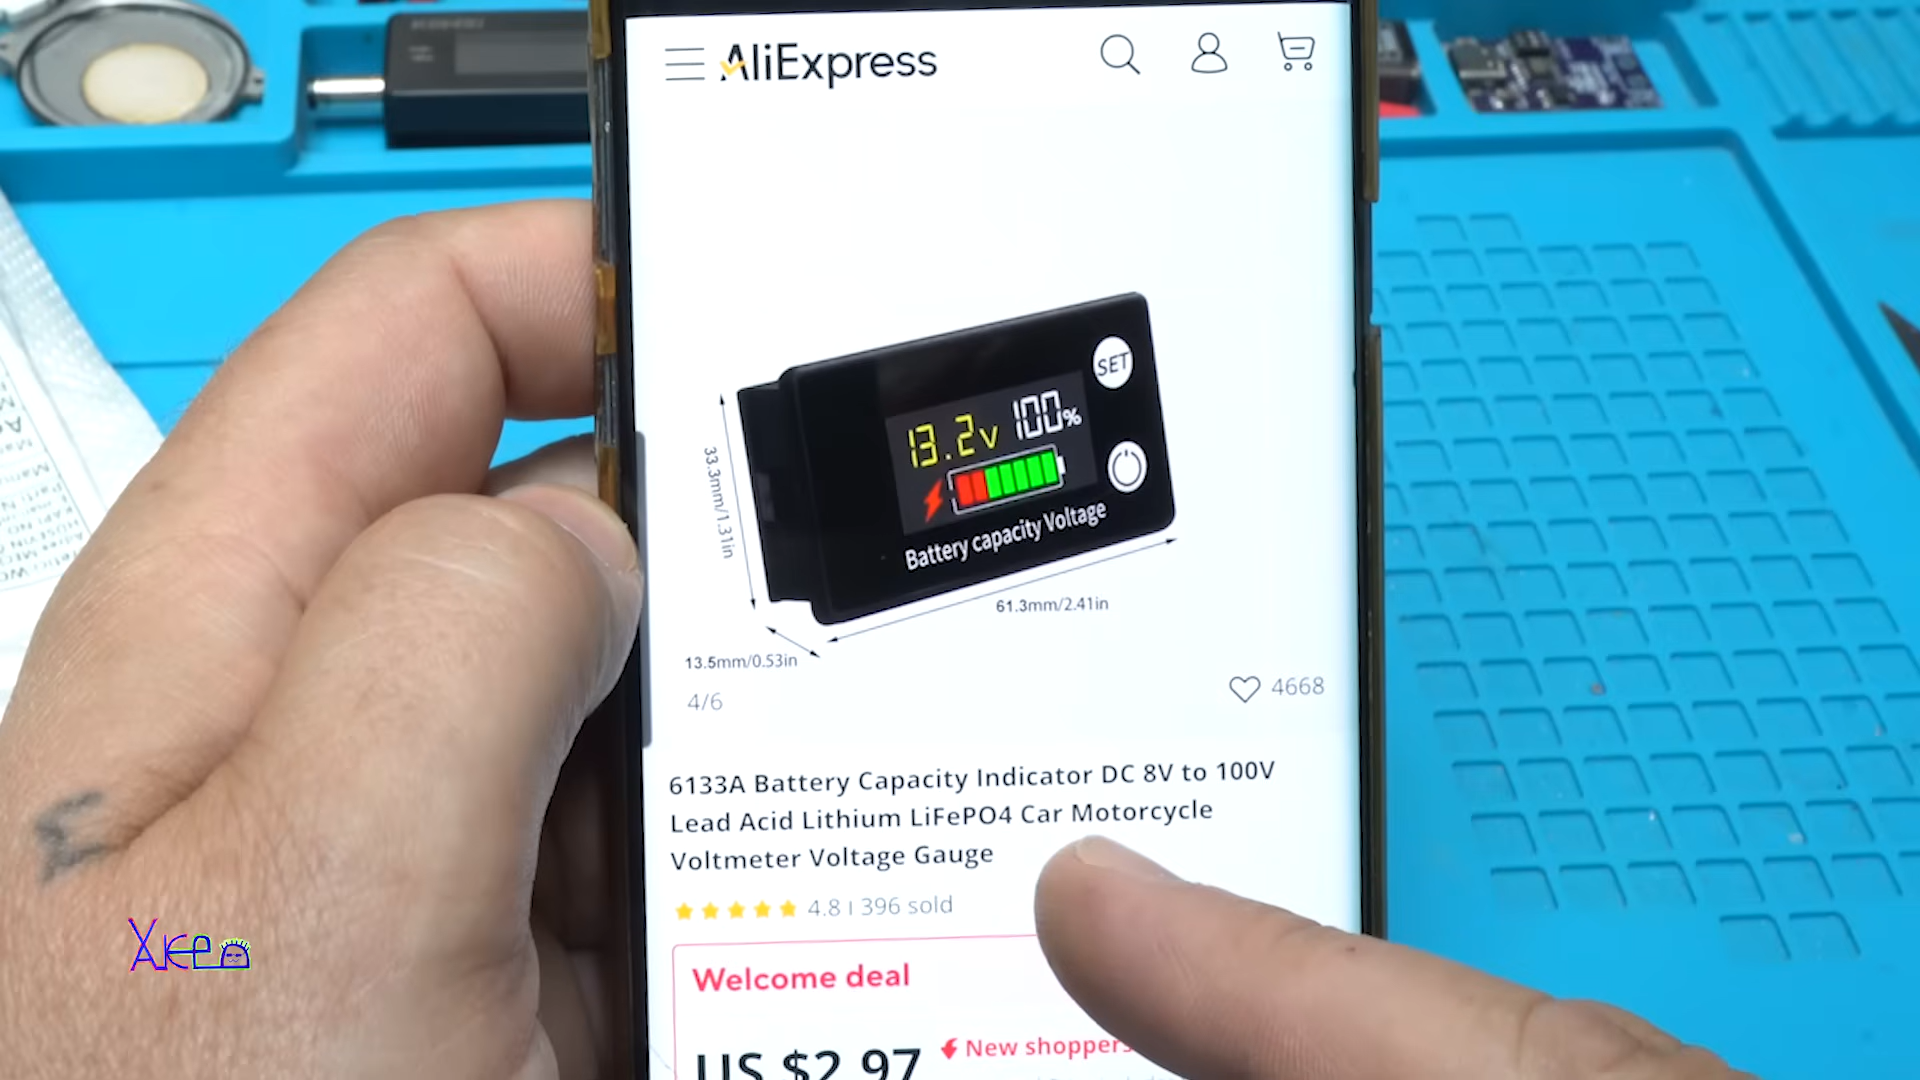 AliExpress
SET
13.2v 100%
Battery capacity Voltage
33.3mm/1.31in
61.3mm/2.41in
13.5mm/0.53in
4/6
4668
6133A Battery Capacity Indicator DC 8V to 100V
Lead Acid Lithium LiFePO4 Car Motorcycle
Voltmeter Voltage Gauge
4.8 | 396 sold
Welcome deal
US $2.97
New shoppers